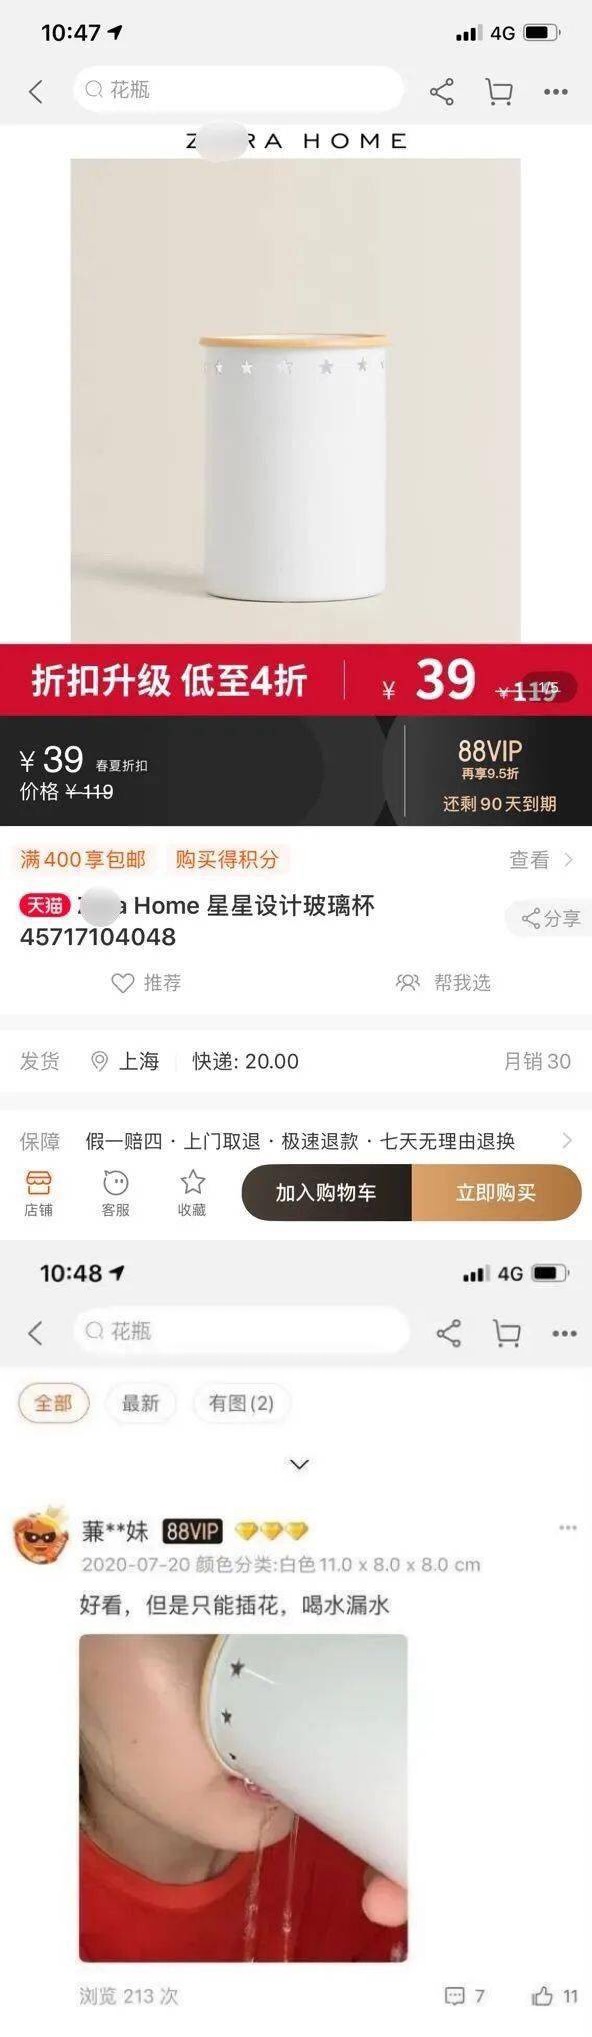 10:47
4G
花瓶
RA HOME
折扣升级 低至4折
¥ 39 ¥119
1/5
¥ 39 春夏折扣
价格 ¥ 119
88VIP
再享9.5折
还剩90天到期
满400享包邮 购买得积分 查看
天猫 a Home 星星设计玻璃杯
45717104048
分享
推荐 帮我选
发货 上海 快递: 20.00 月销30
保障 假一赔四 · 上门取退 · 极速退款 · 七天无理由退换
店铺 客服 收藏 加入购物车 立即购买
10:48
4G
花瓶
全部 最新 有图(2)
蒹**妹 88VIP
2020-07-20 颜色分类:白色11.0 x 8.0 x 8.0 cm
好看，但是只能插花，喝水漏水
浏览 213 次 7 11